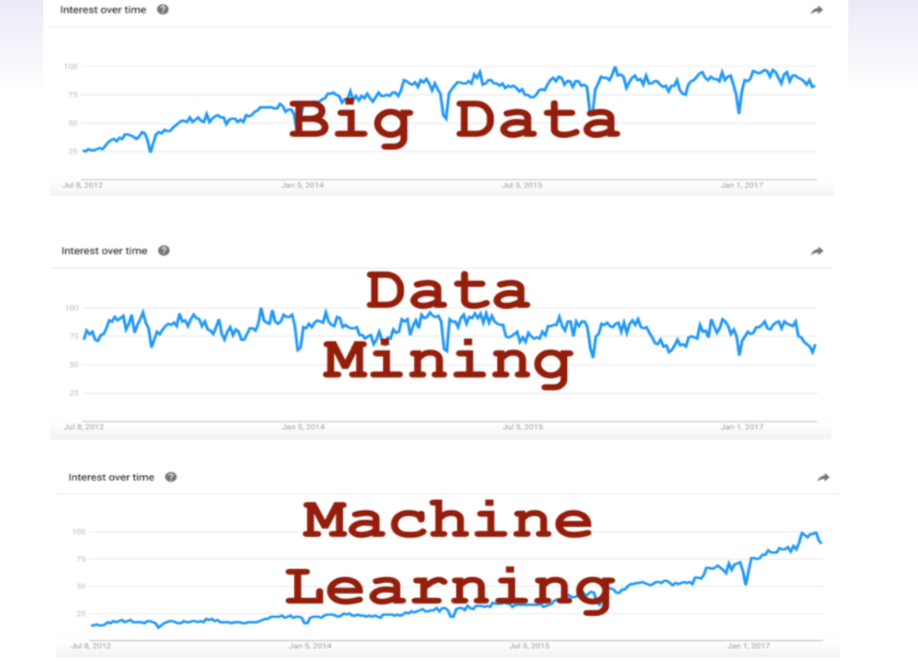 Interest over time
100
75
50
25
Big Data
Jul 8, 2012 Jan 5, 2014 Jul 5, 2015 Jan 1, 2017
Interest over time
100
75
50
25
Data
Mining
Jul 8, 2012 Jan 5, 2014 Jul 5, 2015 Jan 1, 2017
Interest over time
100
75
50
25
Machine
Learning
Jul 8, 2012 Jan 5, 2014 Jul 5, 2015 Jan 1, 2017